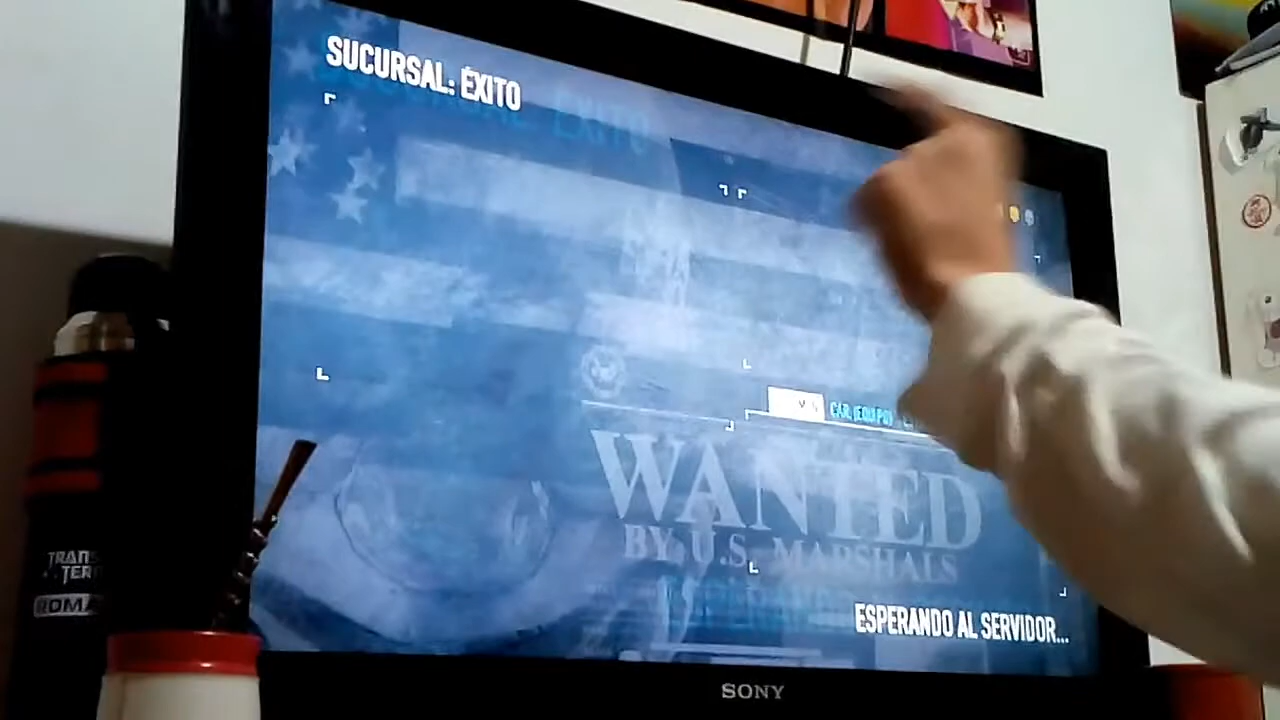 SUCURSAL: ÉXITO
WANTED
BY U.S. MARSHALS
ESPERANDO AL SERVIDOR...
SONY